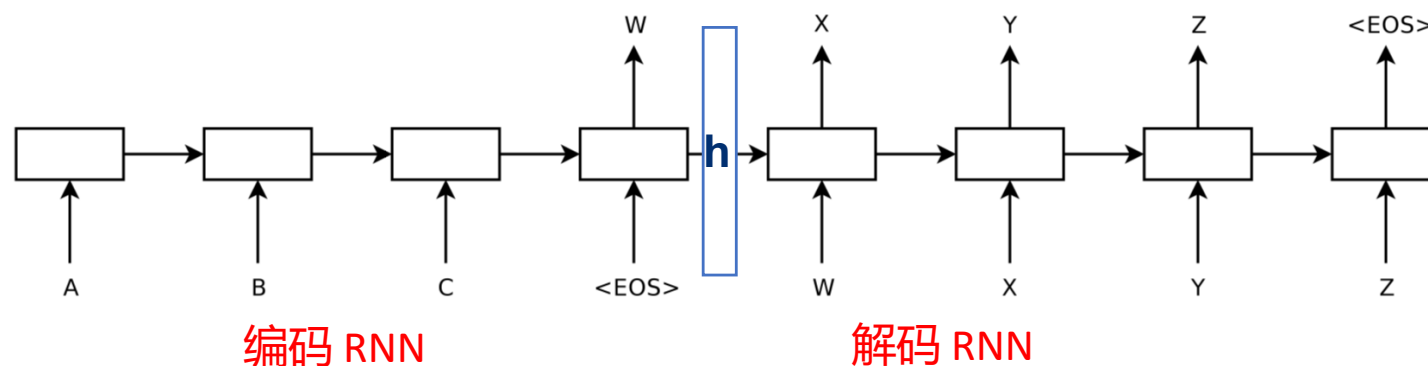 W X Y Z <EOS>
h
A B C <EOS> W X Y Z
编码 RNN 解码 RNN